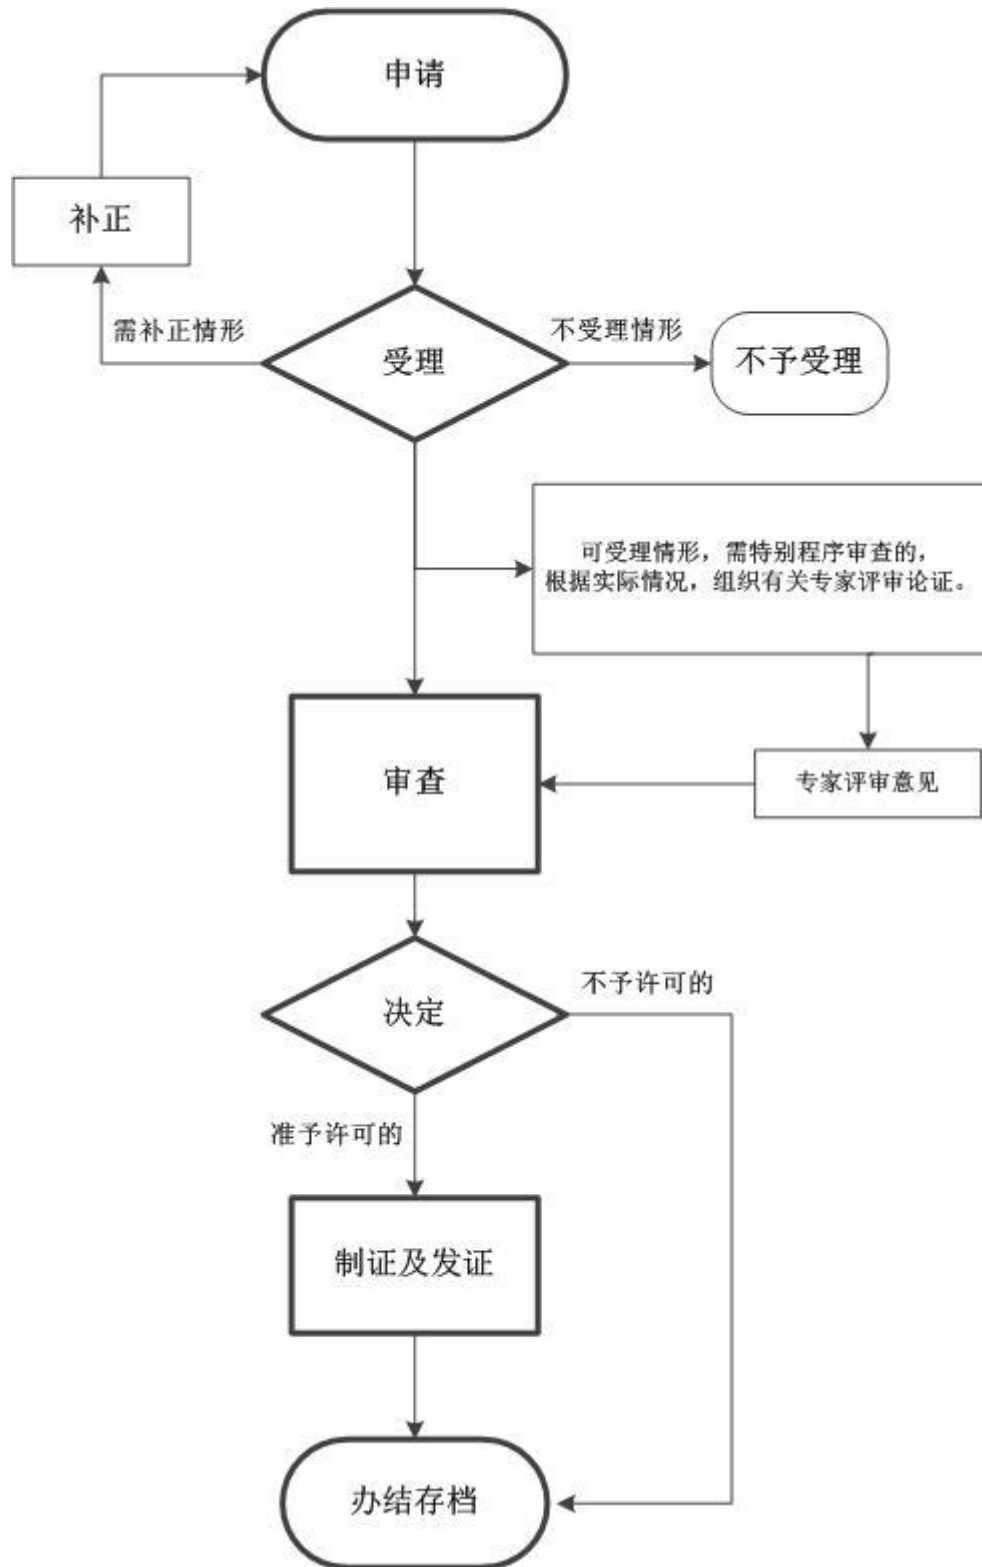 申请
补正
需补正情形
不受理情形
受理
不予受理
可受理情形，需特别程序审查的，
根据实际情况，组织有关专家评审论证。
审查
专家评审意见
决定
不予许可的
准予许可的
制证及发证
办结存档